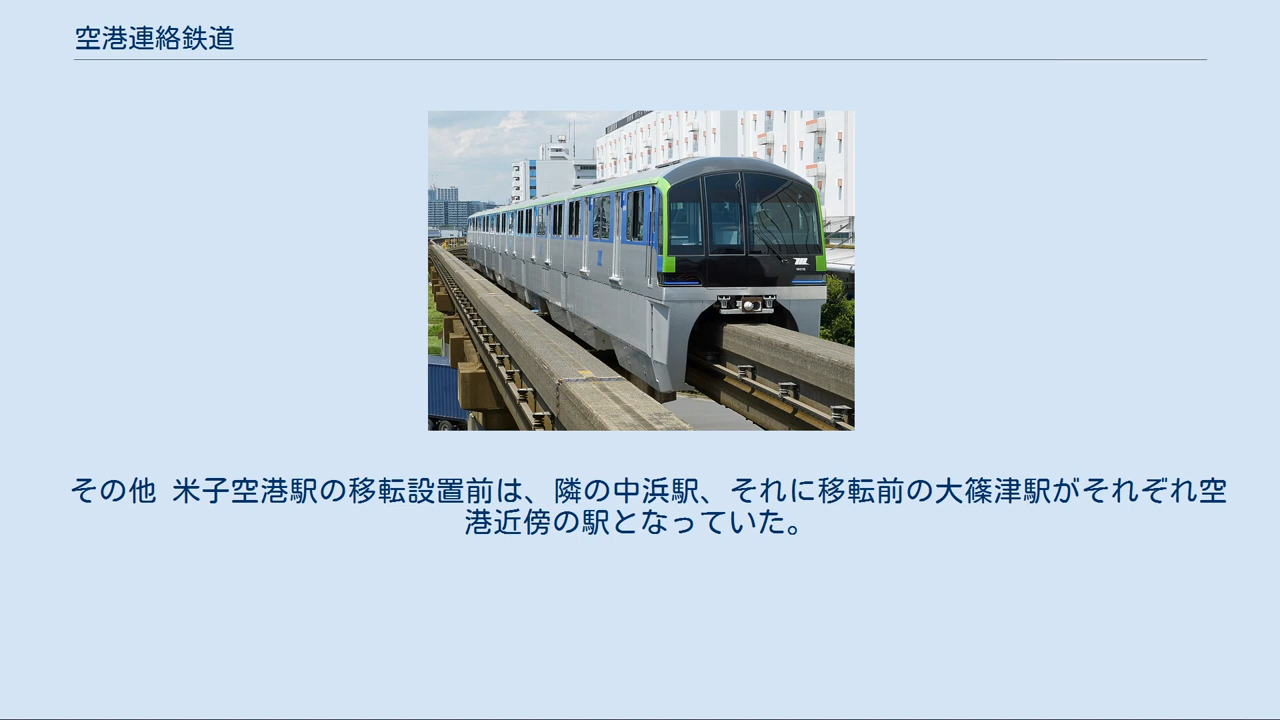 空港連絡鉄道
その他 米子空港駅の移転設置前は、隣の中浜駅、それに移転前の大篠津駅がそれぞれ空
港近傍の駅となっていた。